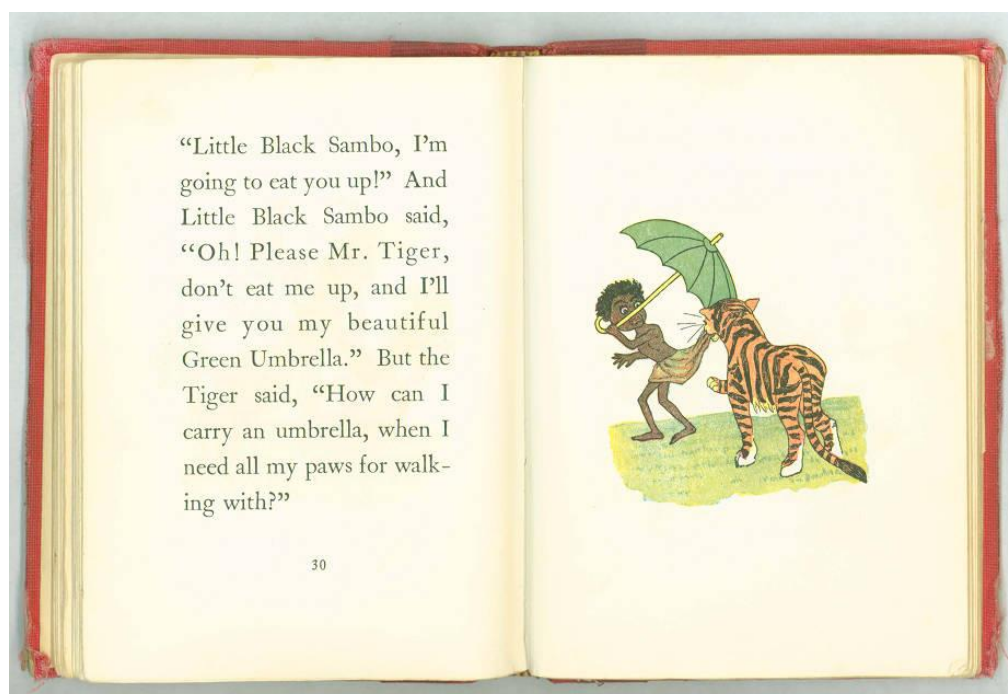 “Little Black Sambo, I’m
going to eat you up!” And
Little Black Sambo said,
“Oh! Please Mr. Tiger,
don’t eat me up, and I’ll
give you my beautiful
Green Umbrella.” But the
Tiger said, “How can I
carry an umbrella, when I
need all my paws for walk-
ing with?”
30